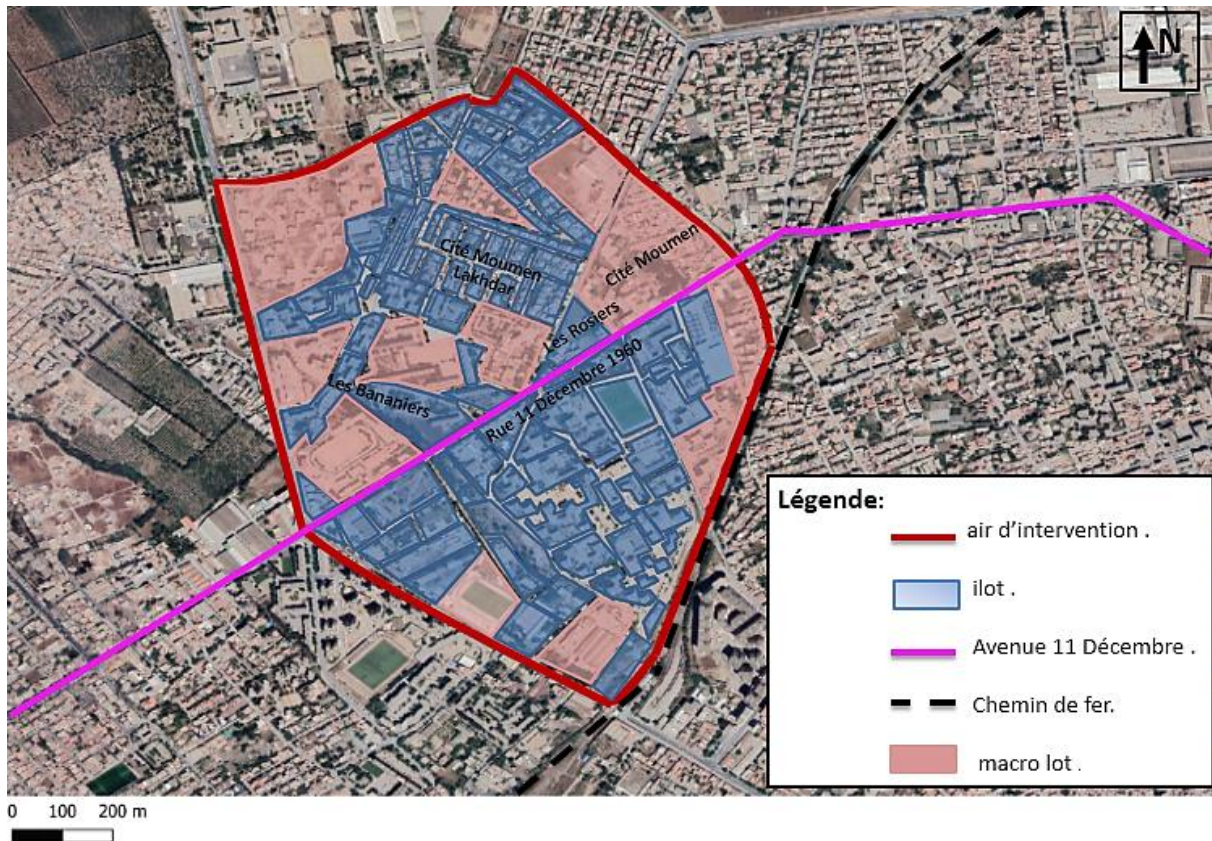 N
Cité Moumen
Lakhdar
Cité Moumen
Les Rosiers
Rue 11 Décembre 1960
Les Bananiers
Légende:
air d’intervention .
ilot .
Avenue 11 Décembre .
Chemin de fer.
macro lot .
0 100 200 m